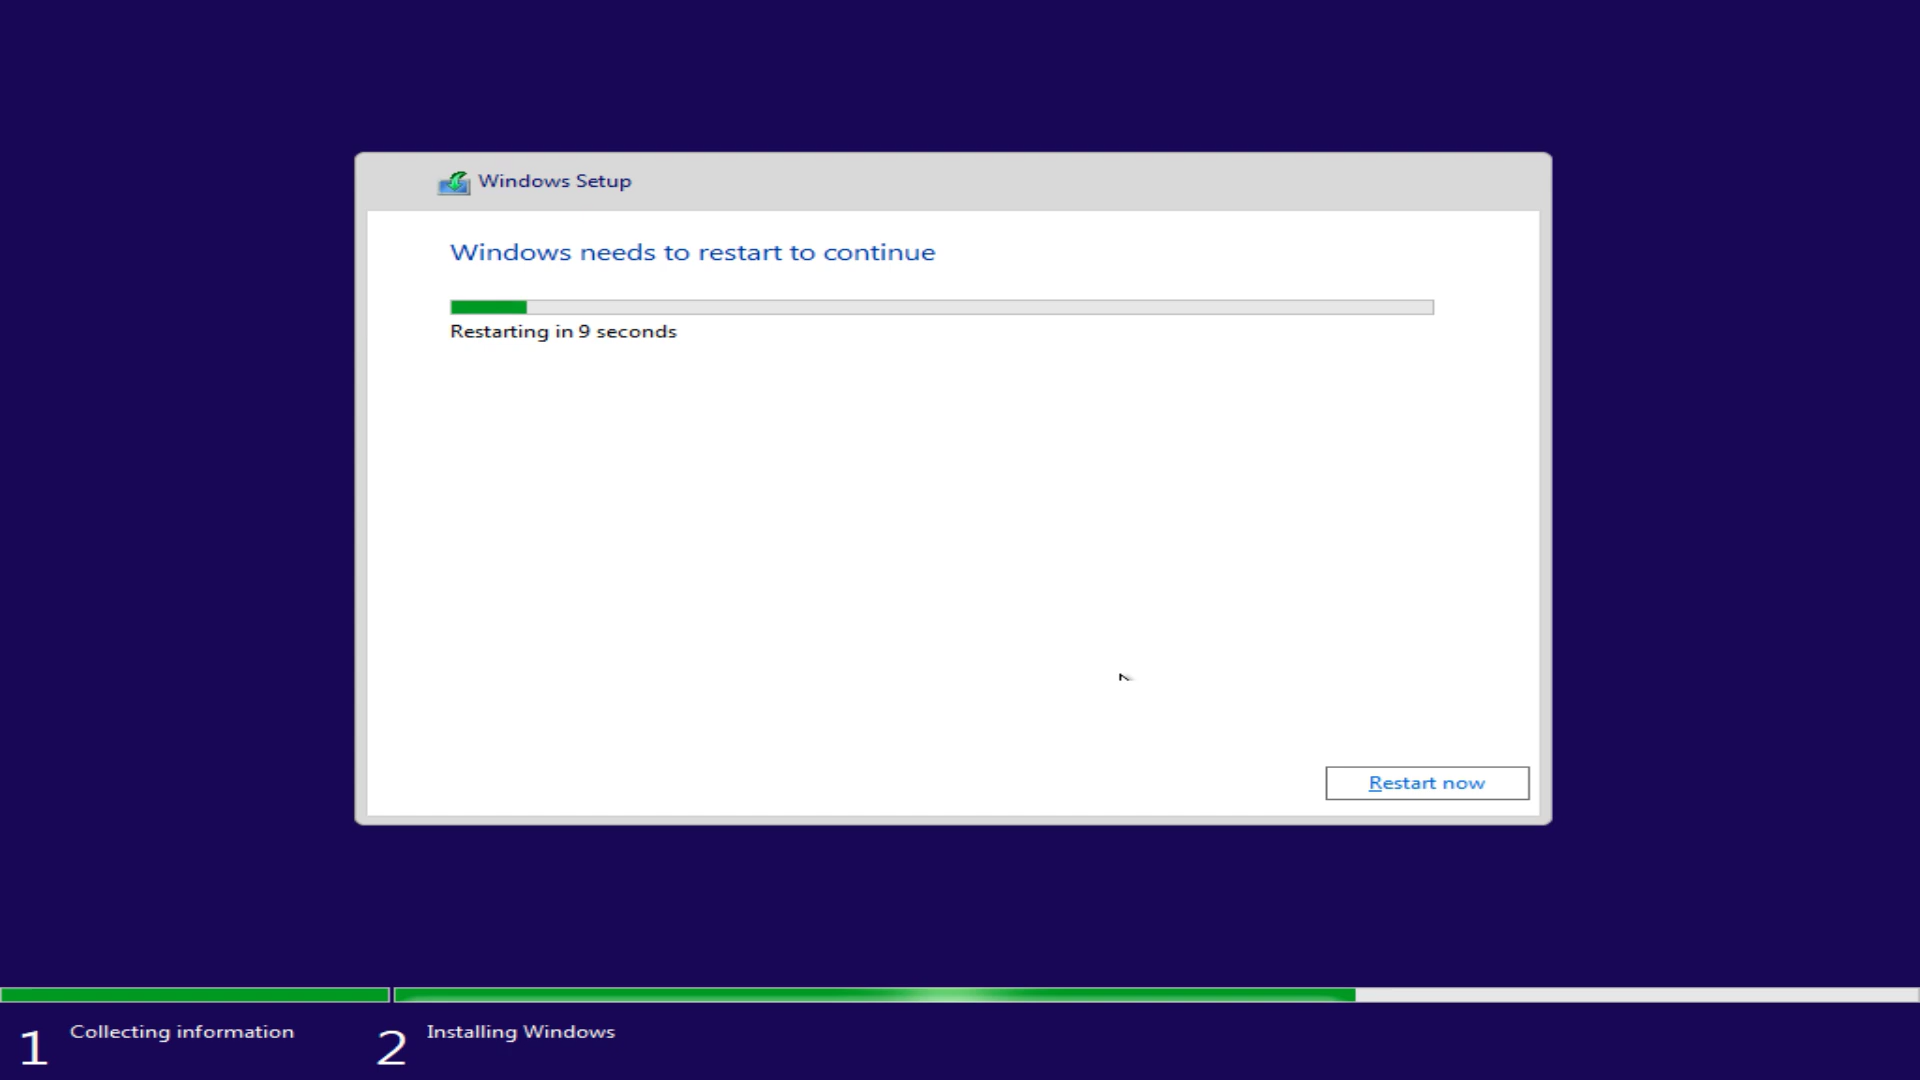 Windows Setup
Windows needs to restart to continue
Restarting in 9 seconds
Restart now
1 Collecting information
2 Installing Windows